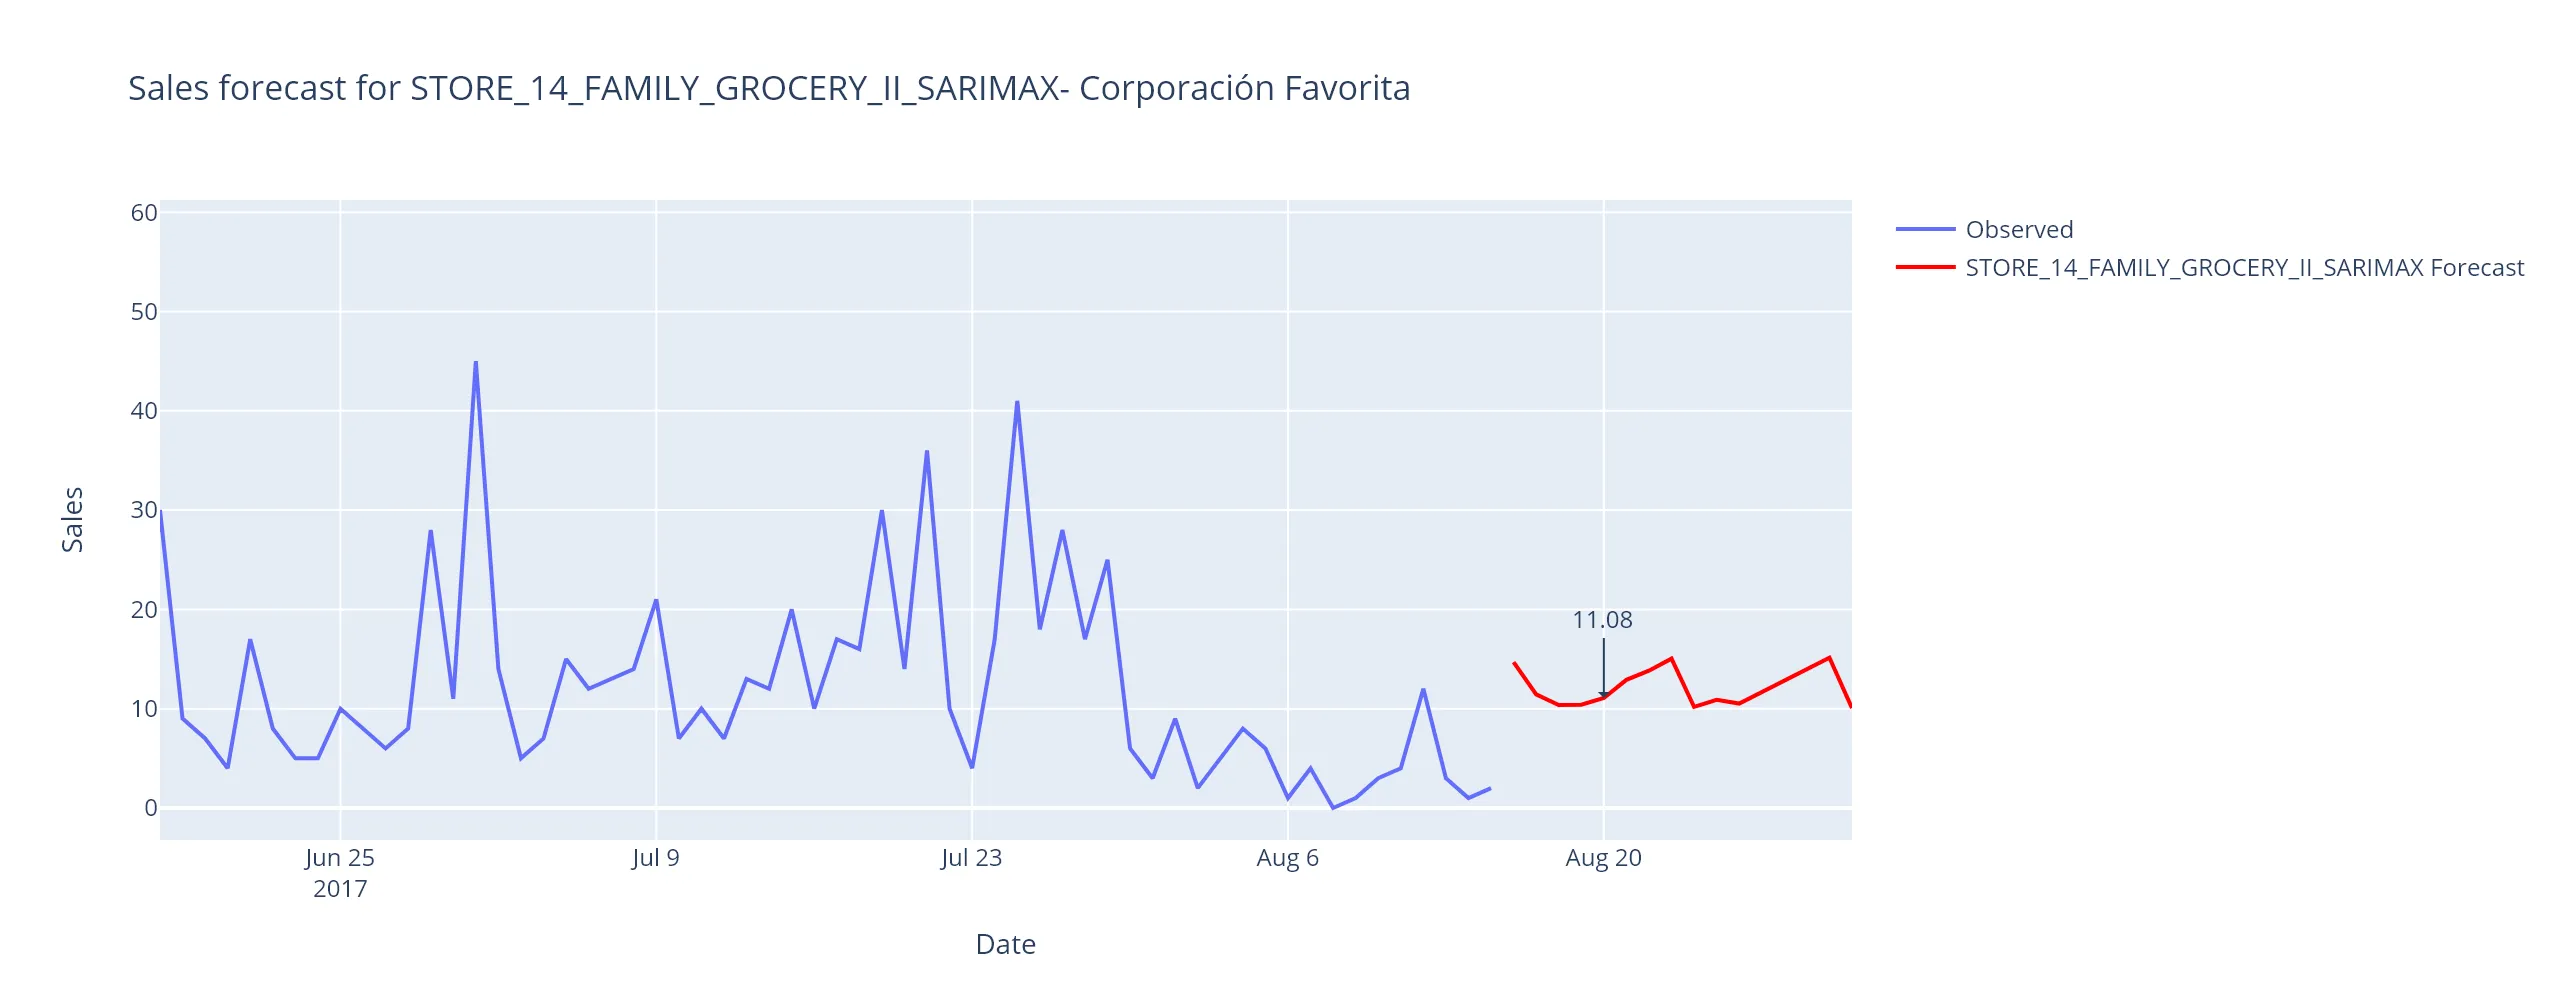 Sales forecast for STORE_14_FAMILY_GROCERY_II_SARIMAX- Corporación Favorita
Observed
STORE_14_FAMILY_GROCERY_II_SARIMAX Forecast
60
50
40
30
20
10
0
Sales
11.08
Jun 25
2017
Jul 9
Jul 23
Aug 6
Aug 20
Date